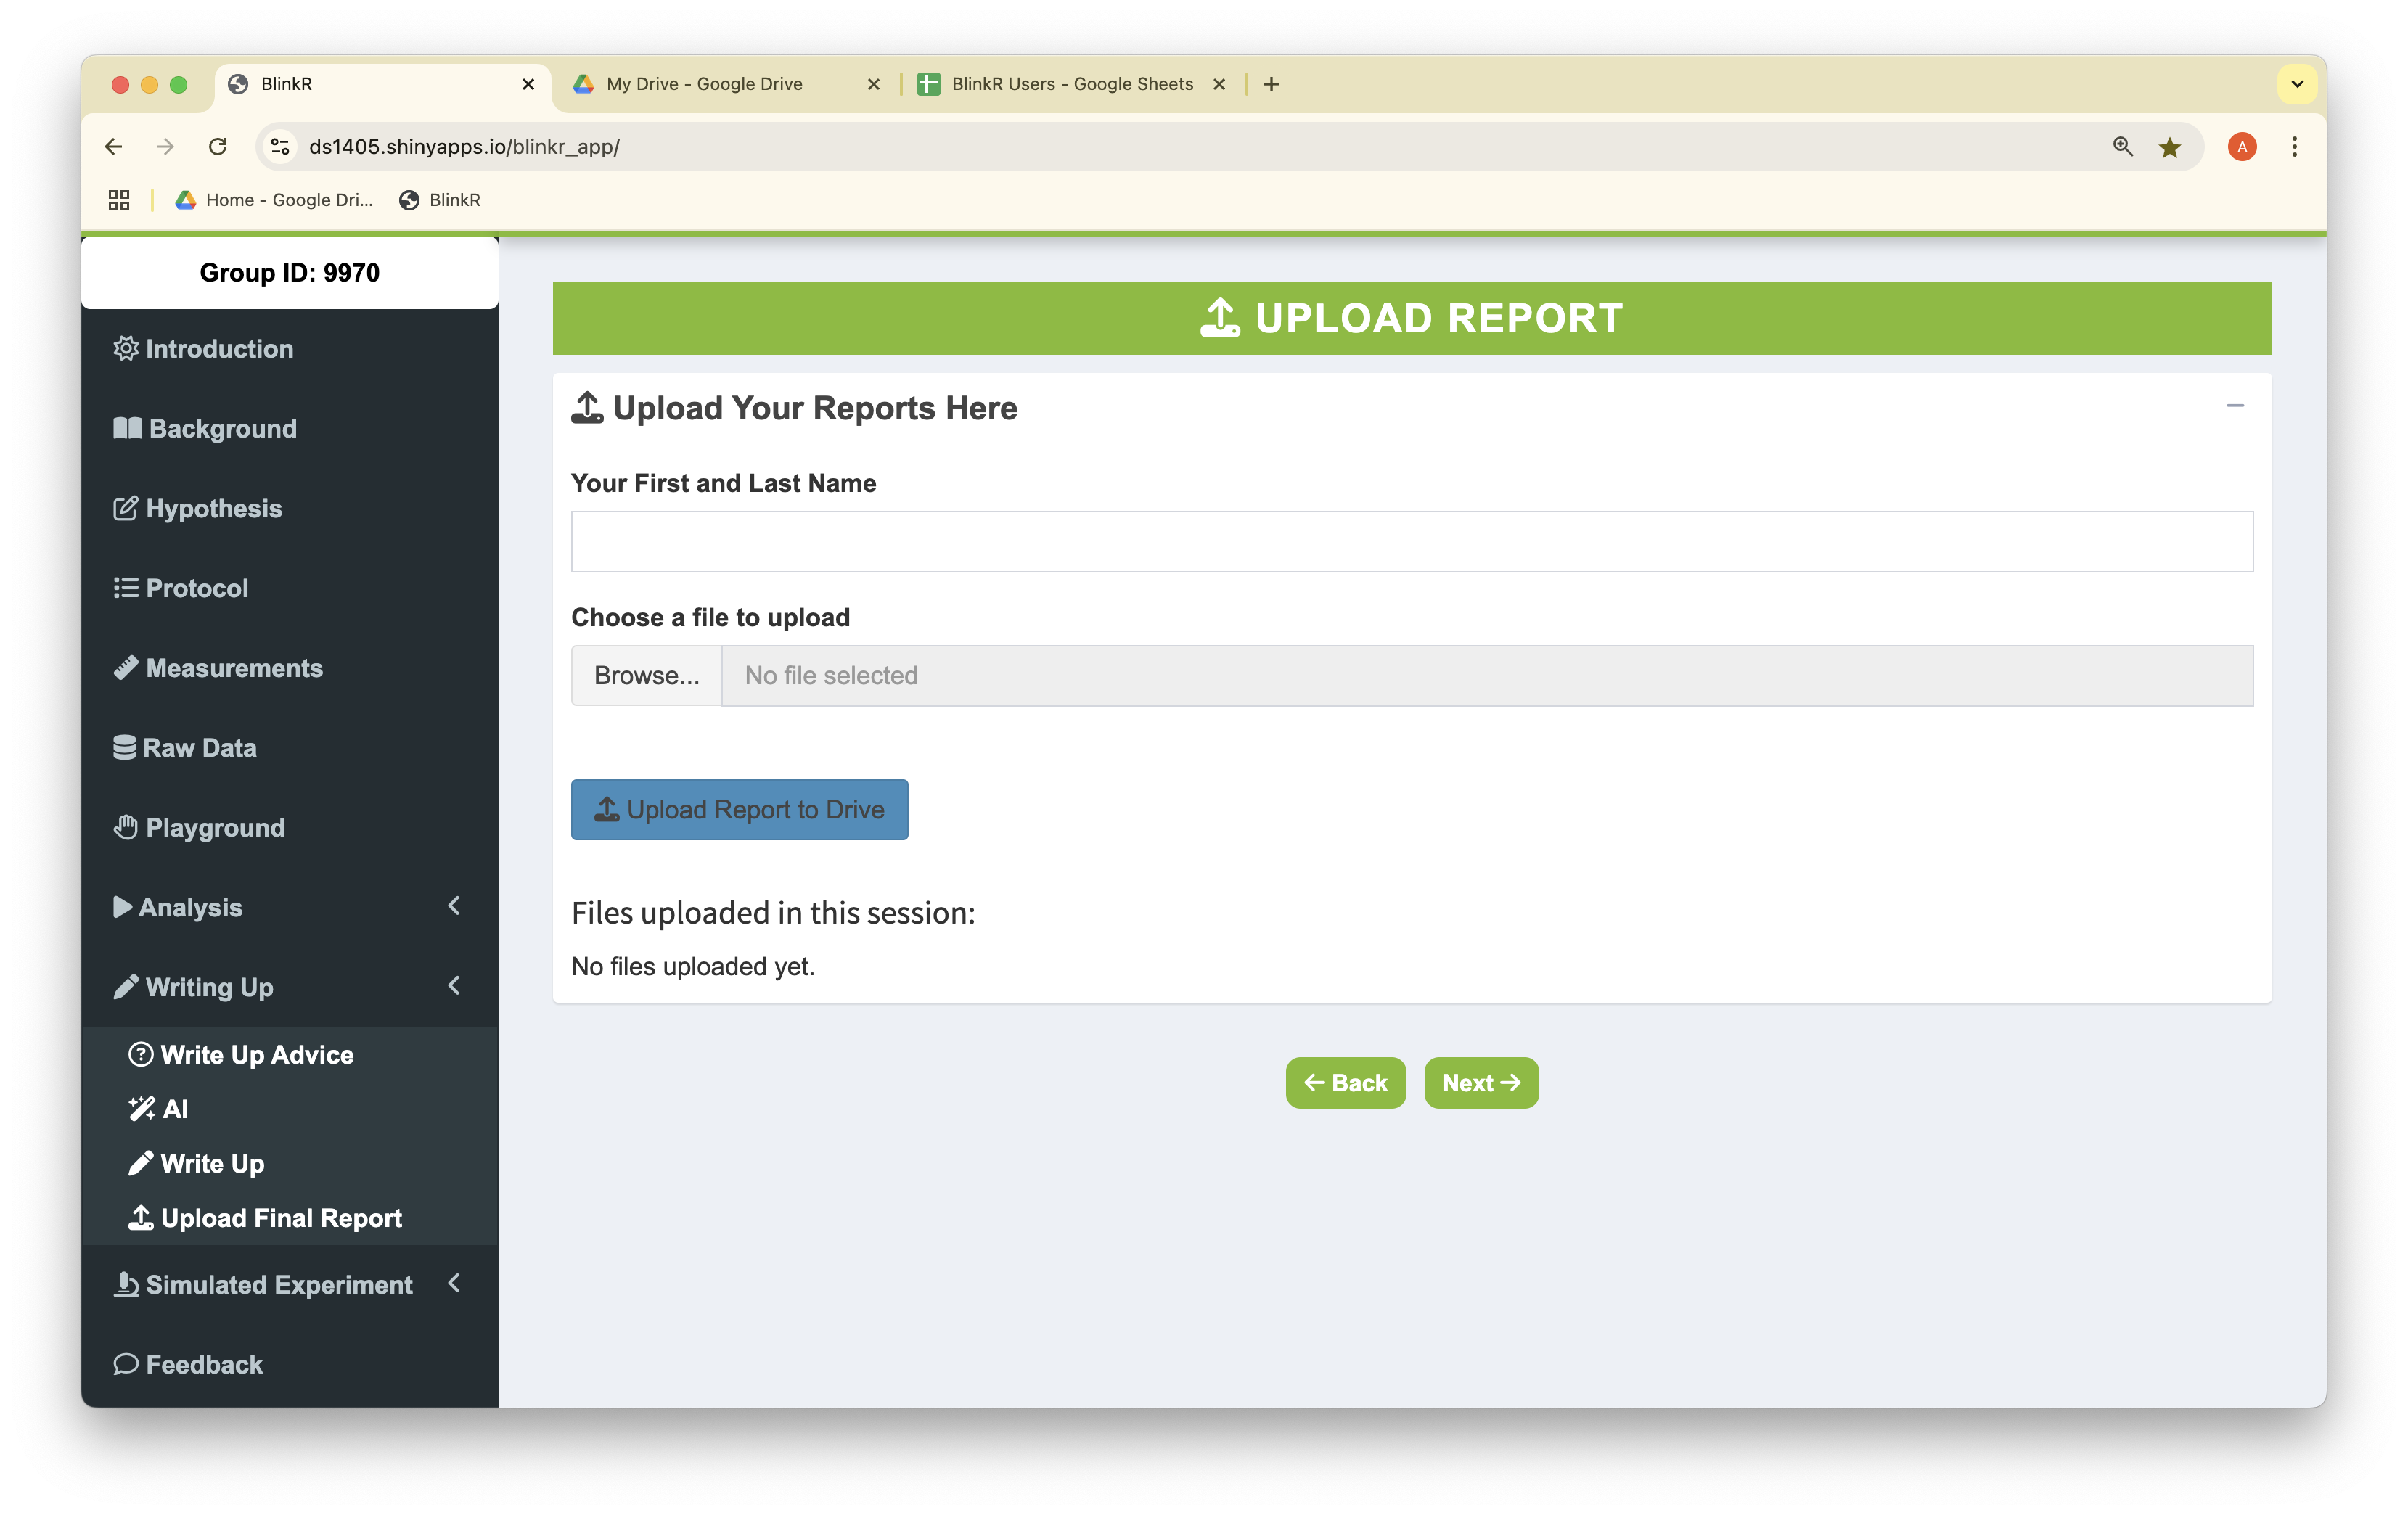 BlinkR
My Drive - Google Drive
BlinkR Users - Google Sheets
ds1405.shinyapps.io/blinkr_app/
A
Home - Google Dri...
BlinkR
Group ID: 9970
Introduction
Background
Hypothesis
Protocol
Measurements
Raw Data
Playground
Analysis
Writing Up
Write Up Advice
AI
Write Up
Upload Final Report
Simulated Experiment
Feedback
UPLOAD REPORT
Upload Your Reports Here
Your First and Last Name
Choose a file to upload
Browse... No file selected
Upload Report to Drive
Files uploaded in this session:
No files uploaded yet.
Back Next